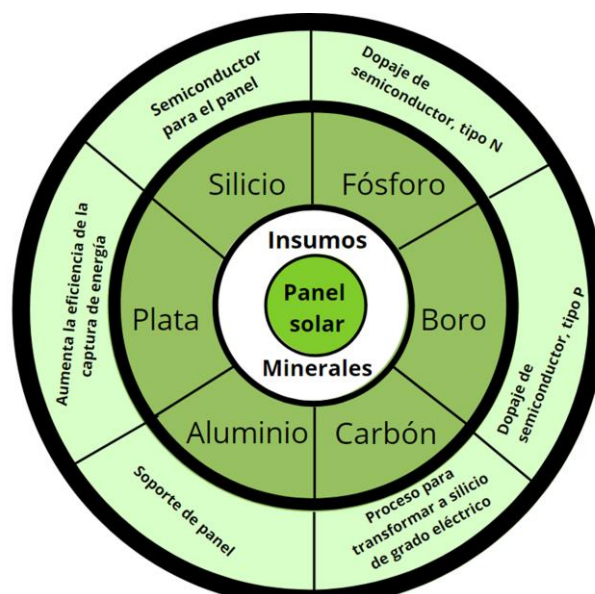 Semiconductor
para el panel
Dopaje de
semiconductor, tipo N
Silicio
Fósforo
Aumenta la eficiencia de la
captura de energía
Insumos
Plata
Panel
solar
Boro
Minerales
Dopaje de
semiconductor, tipo P
Aluminio
Carbón
Soporte de panel
Proceso para
transformar a silicio
de grado eléctrico